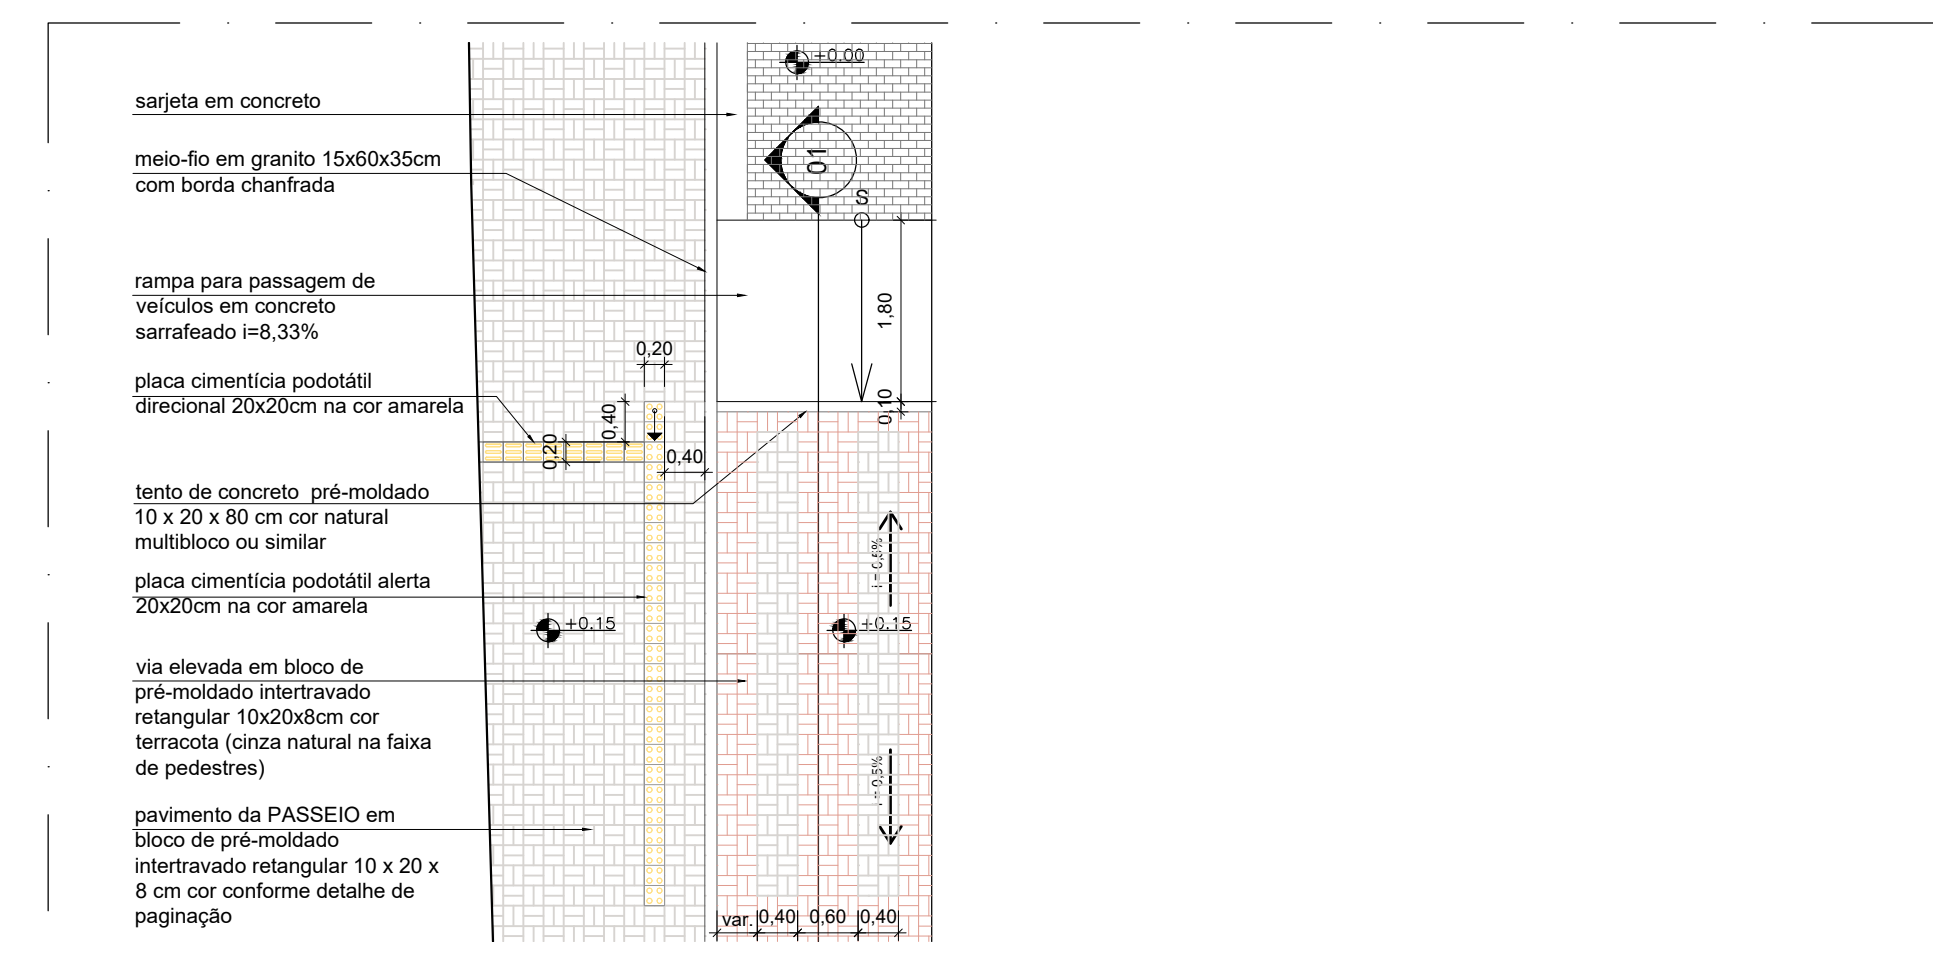 sarjeta em concreto
meio-fio em granito 15x60x35cm
com borda chanfrada
rampa para passagem de
veículos em concreto
sarrafeado i=8,33%
placa cimentícia podotátil
direcional 20x20cm na cor amarela
tento de concreto  pré-moldado
10 x 20 x 80 cm cor natural
multibloco ou similar
placa cimentícia podotátil alerta
20x20cm na cor amarela
via elevada em bloco de
pré-moldado intertravado
retangular 10x20x8cm cor
terracota (cinza natural na faixa
de pedestres)
pavimento da PASSEIO em
bloco de pré-moldado
intertravado retangular 10 x 20 x
8 cm cor conforme detalhe de
paginação
+0.00
01
S
1,80
0,10
0,20
0,40
0,20
0,40
i = 0,5%
+0.15
+0.15
i = 0,5%
var.
0,40
0,60
0,40